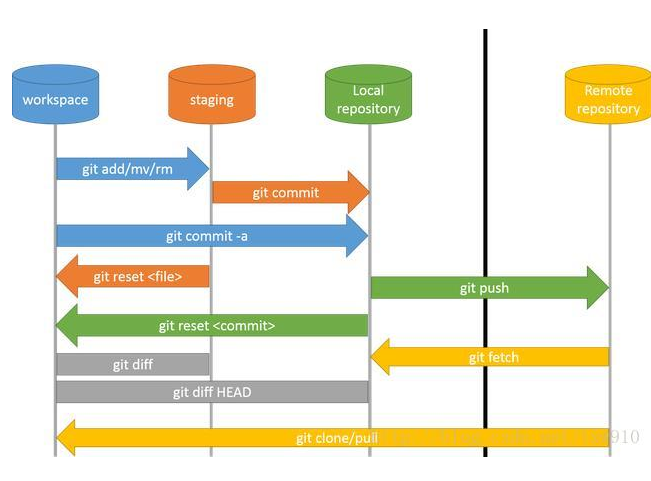 workspace
staging
Local
repository
Remote
repository
git add/mv/rm
git commit
git commit -a
git reset <file>
git push
git reset <commit>
git fetch
git diff
git diff HEAD
git clone/pull
910